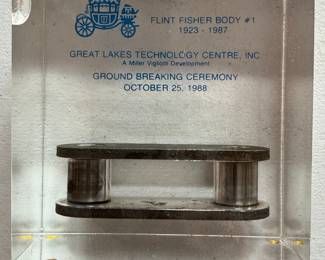 FLINT FISHER BODY #1
1923 - 1987
GREAT LAKES TECHNOLOGY CENTRE, INC
A Miller Vigliotti Development
GROUND BREAKING CEREMONY
OCTOBER 25, 1988